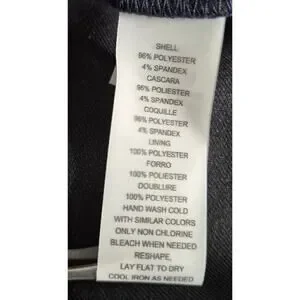 SHELL
96% POLYESTER
4% SPANDEX
CASCARA
96% POLIESTER
4% SPANDEX
COQUILLE
96% POLYESTER
4% SPANDEX
LINING
100% POLYESTER
FORRO
100% POLIESTER
DOUBLURE
100% POLYESTER
HAND WASH COLD
WITH SIMILAR COLORS
ONLY NON CHLORINE
BLEACH WHEN NEEDED
RESHAPE,
LAY FLAT TO DRY
COOL IRON AS NEEDED